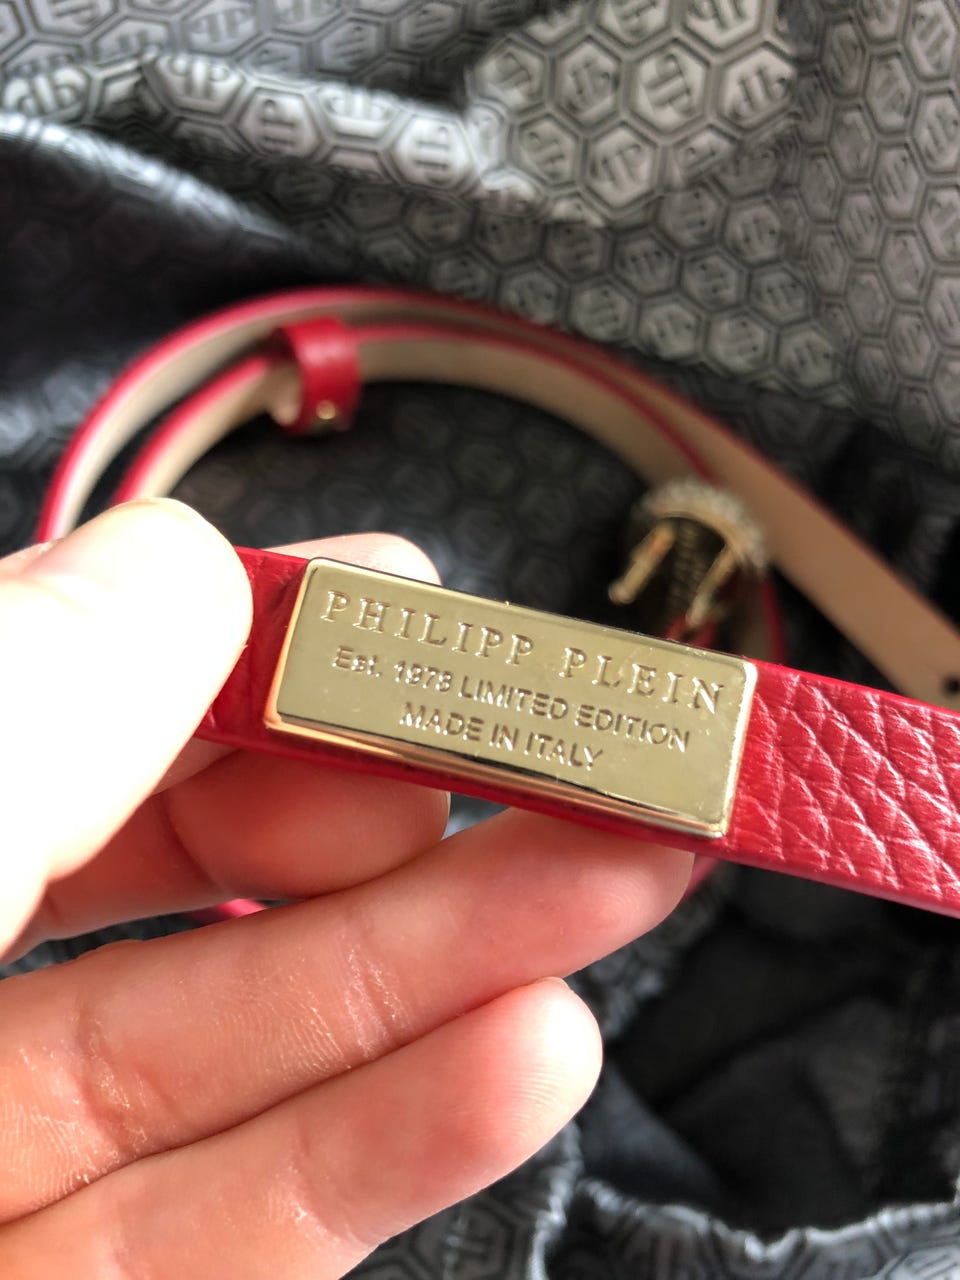 PHILIPP PLEIN
Est. 1978 LIMITED EDITION
MADE IN ITALY